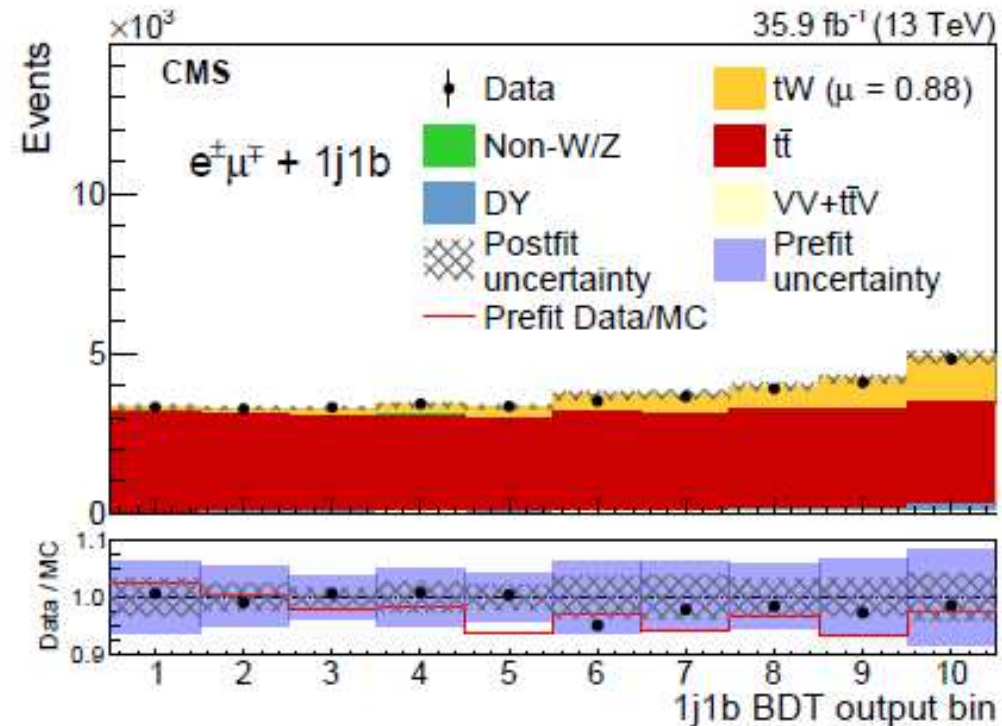 ×10³
35.9 fb⁻¹ (13 TeV)
Events
CMS
e±μ∓ + 1j1b
Data
tW (μ = 0.88)
Non-W/Z
tt̄
DY
VV+tt̄V
Postfit
uncertainty
Prefit
uncertainty
Prefit Data/MC
10
5
0
Data / MC
1.1
1.0
0.9
1 2 3 4 5 6 7 8 9 10
1j1b BDT output bin